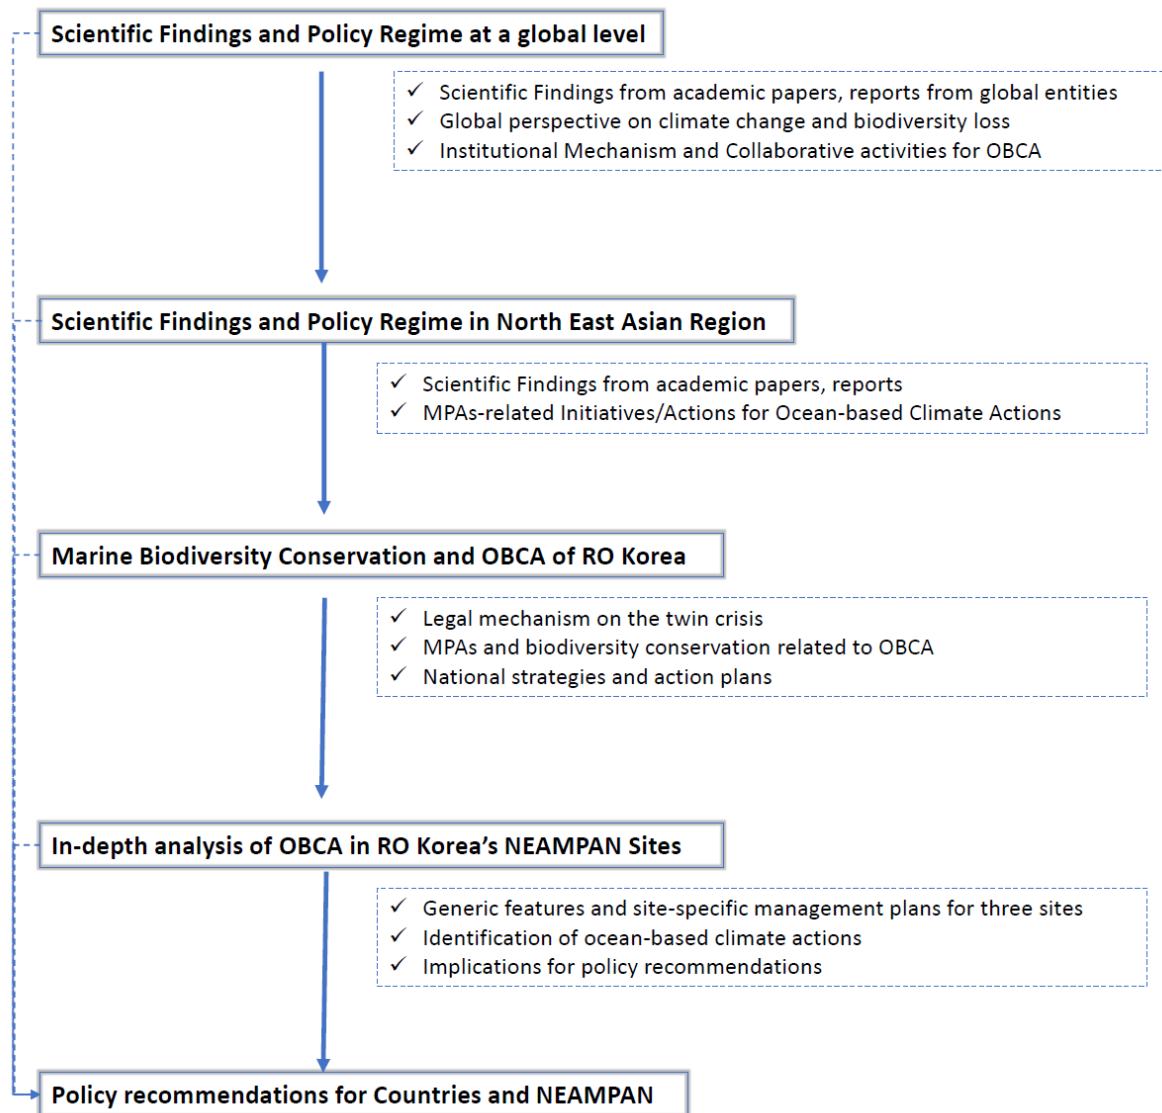 Scientific Findings and Policy Regime at a global level
✓ Scientific Findings from academic papers, reports from global entities
✓ Global perspective on climate change and biodiversity loss
✓ Institutional Mechanism and Collaborative activities for OBCA
Scientific Findings and Policy Regime in North East Asian Region
✓ Scientific Findings from academic papers, reports
✓ MPAs-related Initiatives/Actions for Ocean-based Climate Actions
Marine Biodiversity Conservation and OBCA of RO Korea
✓ Legal mechanism on the twin crisis
✓ MPAs and biodiversity conservation related to OBCA
✓ National strategies and action plans
In-depth analysis of OBCA in RO Korea’s NEAMPAN Sites
✓ Generic features and site-specific management plans for three sites
✓ Identification of ocean-based climate actions
✓ Implications for policy recommendations
Policy recommendations for Countries and NEAMPAN